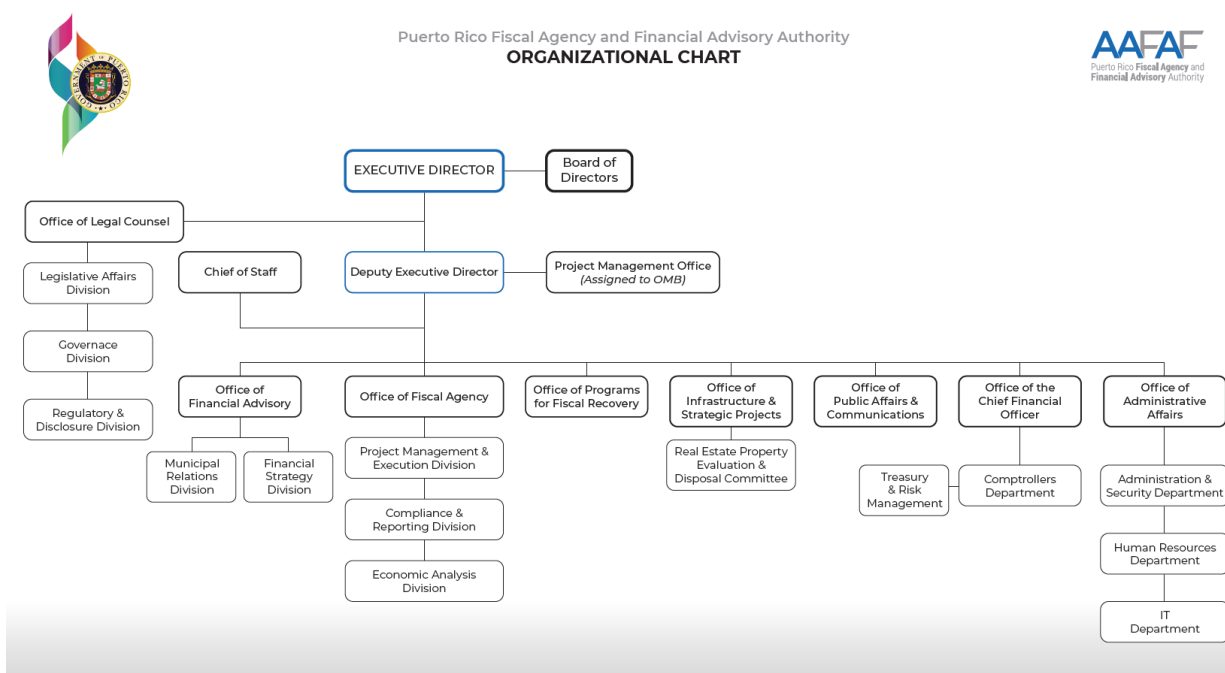 Puerto Rico Fiscal Agency and Financial Advisory Authority
ORGANIZATIONAL CHART
GOVERNMENT OF PUERTO RICO
AAFAF
Puerto Rico Fiscal Agency and
Financial Advisory Authority
EXECUTIVE DIRECTOR
Board of
Directors
Office of Legal Counsel
Legislative Affairs
Division
Governace
Division
Regulatory &
Disclosure Division
Chief of Staff
Deputy Executive Director
Project Management Office
(Assigned to OMB)
Office of
Financial Advisory
Municipal
Relations
Division
Financial
Strategy
Division
Office of Fiscal Agency
Project Management &
Execution Division
Compliance &
Reporting Division
Economic Analysis
Division
Office of Programs
for Fiscal Recovery
Office of
Infrastructure &
Strategic Projects
Real Estate Property
Evaluation &
Disposal Committee
Office of
Public Affairs &
Communications
Office of the
Chief Financial
Officer
Treasury
& Risk
Management
Comptrollers
Department
Office of
Administrative
Affairs
Administration &
Security Department
Human Resources
Department
IT
Department